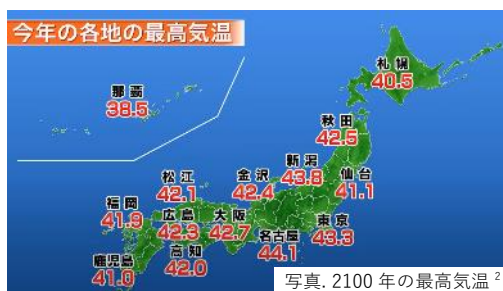 今年の各地の最高気温
札幌
40.5
那覇
38.5
秋田
42.5
新潟
43.8
仙台
41.1
金沢
42.4
松江
42.1
福岡
41.9
広島
42.3
大阪
42.7
東京
43.3
名古屋
44.1
高知
42.0
鹿児島
41.0
写真. 2100 年の最高気温 2